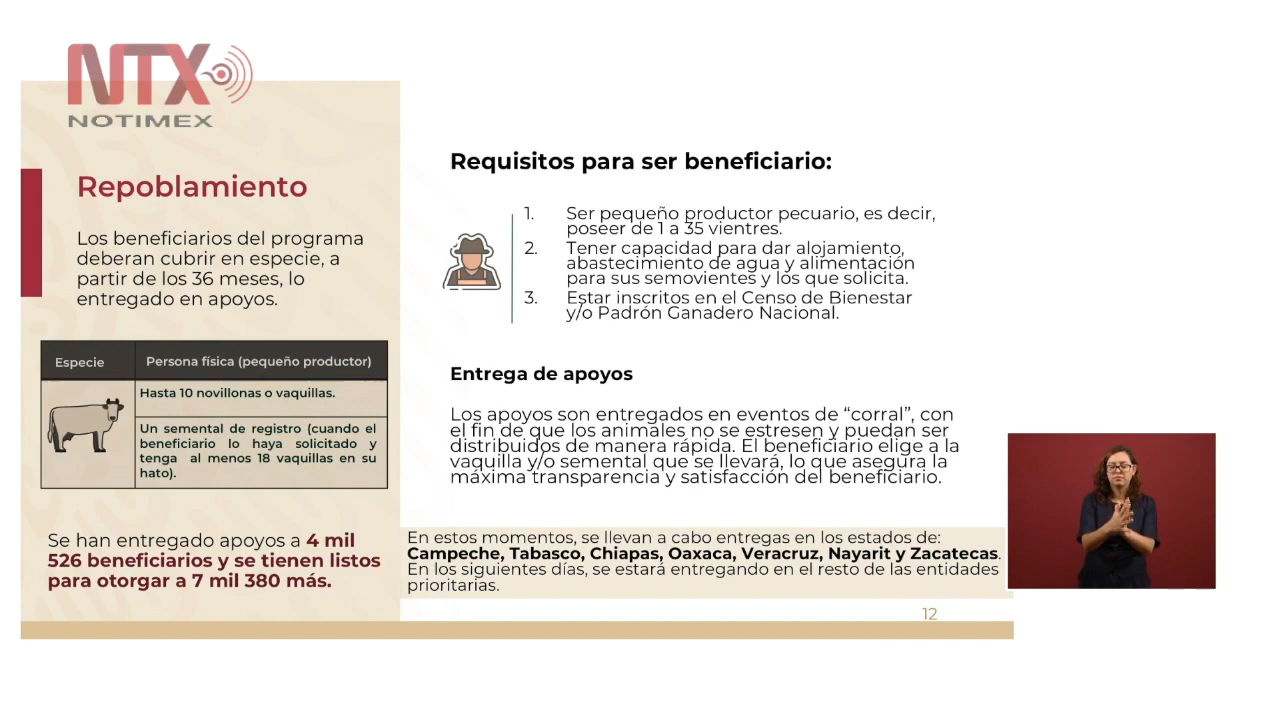 NTX
NOTIMEX
Repoblamiento
Los beneficiarios del programa
deberan cubrir en especie, a
partir de los 36 meses, lo
entregado en apoyos.
Especie
Persona física (pequeño productor)
Hasta 10 novillonas o vaquillas.
Un semental de registro (cuando el
beneficiario lo haya solicitado y
tenga al menos 18 vaquillas en su
hato).
Se han entregado apoyos a 4 mil
526 beneficiarios y se tienen listos
para otorgar a 7 mil 380 más.
Requisitos para ser beneficiario:
1. Ser pequeño productor pecuario, es decir,
poseer de 1 a 35 vientres.
2. Tener capacidad para dar alojamiento,
abastecimiento de agua y alimentación
para sus semovientes y los que solicita.
3. Estar inscritos en el Censo de Bienestar
y/o Padrón Ganadero Nacional.
Entrega de apoyos
Los apoyos son entregados en eventos de “corral”, con
el fin de que los animales no se estresen y puedan ser
distribuidos de manera rápida. El beneficiario elige a la
vaquilla y/o semental que se llevará, lo que asegura la
máxima transparencia y satisfacción del beneficiario.
En estos momentos, se llevan a cabo entregas en los estados de:
Campeche, Tabasco, Chiapas, Oaxaca, Veracruz, Nayarit y Zacatecas.
En los siguientes días, se estará entregando en el resto de las entidades
prioritarias.
12